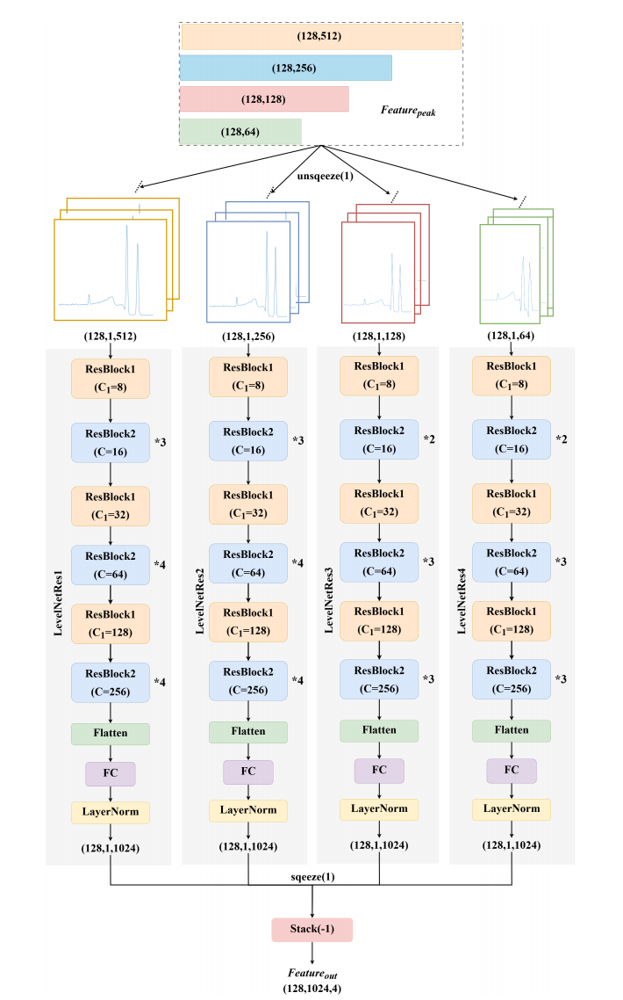 (128,512)
(128,256)
(128,128)
(128,64)
Feature_peak
unsqeeze(1)
(128,1,512)
(128,1,256)
(128,1,128)
(128,1,64)
LevelNetRes1
ResBlock1
(C₁=8)
ResBlock2
(C=16)
*3
ResBlock1
(C₁=32)
ResBlock2
(C=64)
*4
ResBlock1
(C₁=128)
ResBlock2
(C=256)
*4
Flatten
FC
LayerNorm
(128,1,1024)
LevelNetRes2
ResBlock1
(C₁=8)
ResBlock2
(C=16)
*3
ResBlock1
(C₁=32)
ResBlock2
(C=64)
*4
ResBlock1
(C₁=128)
ResBlock2
(C=256)
*4
Flatten
FC
LayerNorm
(128,1,1024)
LevelNetRes3
ResBlock1
(C₁=8)
ResBlock2
(C=16)
*2
ResBlock1
(C₁=32)
ResBlock2
(C=64)
*3
ResBlock1
(C₁=128)
ResBlock2
(C=256)
*3
Flatten
FC
LayerNorm
(128,1,1024)
LevelNetRes4
ResBlock1
(C₁=8)
ResBlock2
(C=16)
*2
ResBlock1
(C₁=32)
ResBlock2
(C=64)
*3
ResBlock1
(C₁=128)
ResBlock2
(C=256)
*3
Flatten
FC
LayerNorm
(128,1,1024)
sqeeze(1)
Stack(-1)
Feature_out
(128,1024,4)